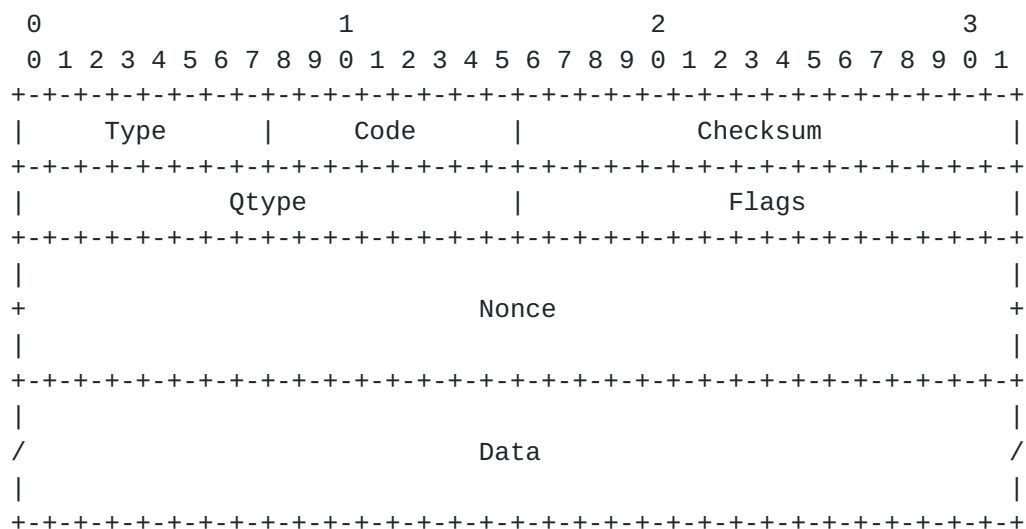 0                   1                   2                   3
 0 1 2 3 4 5 6 7 8 9 0 1 2 3 4 5 6 7 8 9 0 1 2 3 4 5 6 7 8 9 0 1
+-+-+-+-+-+-+-+-+-+-+-+-+-+-+-+-+-+-+-+-+-+-+-+-+-+-+-+-+-+-+-+-+
|     Type      |     Code      |           Checksum            |
+-+-+-+-+-+-+-+-+-+-+-+-+-+-+-+-+-+-+-+-+-+-+-+-+-+-+-+-+-+-+-+-+
|             Qtype             |             Flags             |
+-+-+-+-+-+-+-+-+-+-+-+-+-+-+-+-+-+-+-+-+-+-+-+-+-+-+-+-+-+-+-+-+
|                                                               |
+                             Nonce                             +
|                                                               |
+-+-+-+-+-+-+-+-+-+-+-+-+-+-+-+-+-+-+-+-+-+-+-+-+-+-+-+-+-+-+-+-+
|                                                               |
/                             Data                              /
|                                                               |
+-+-+-+-+-+-+-+-+-+-+-+-+-+-+-+-+-+-+-+-+-+-+-+-+-+-+-+-+-+-+-+-+